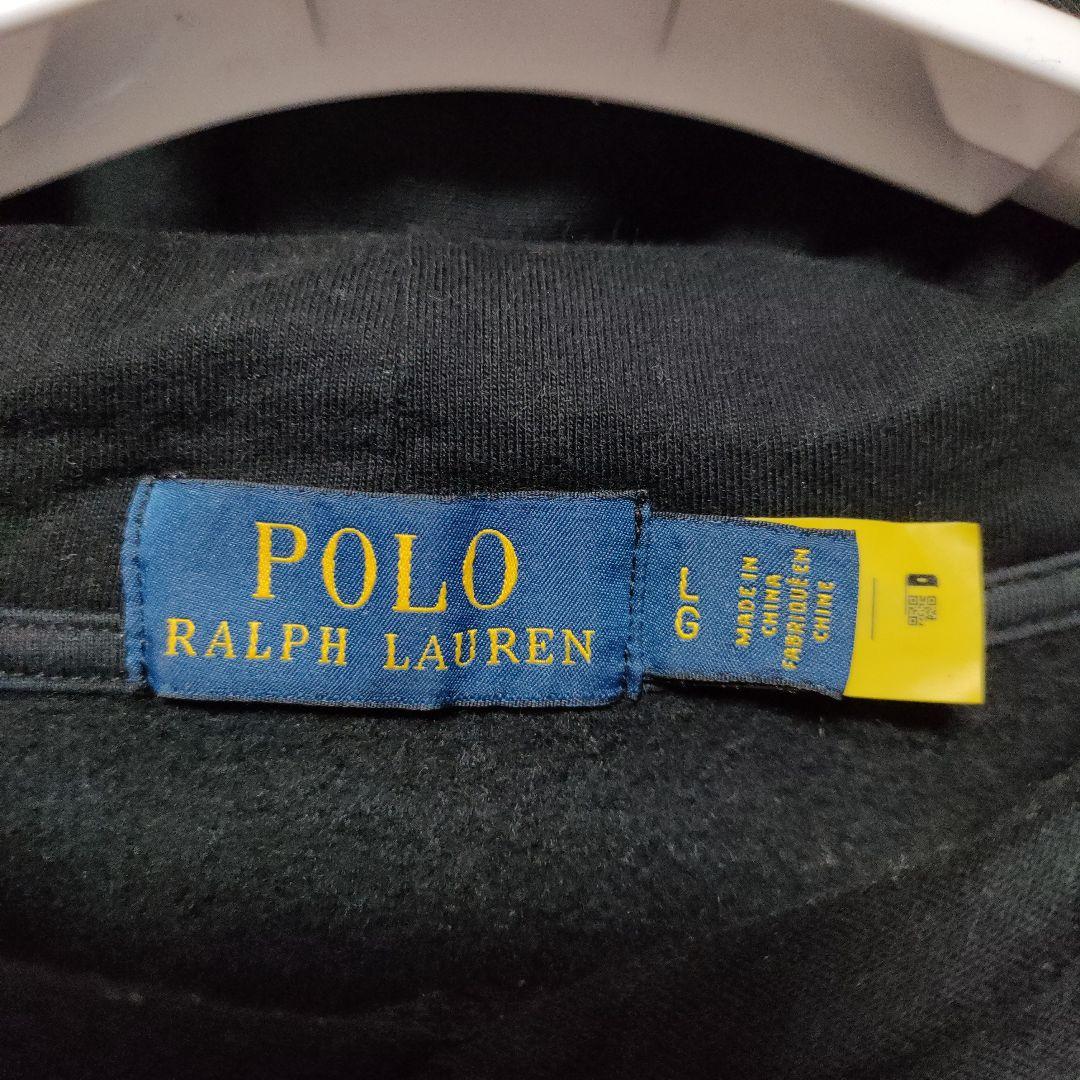 POLO
RALPH LAUREN
L
G
MADE IN
CHINA
FABRIQUÉ EN
CHINE